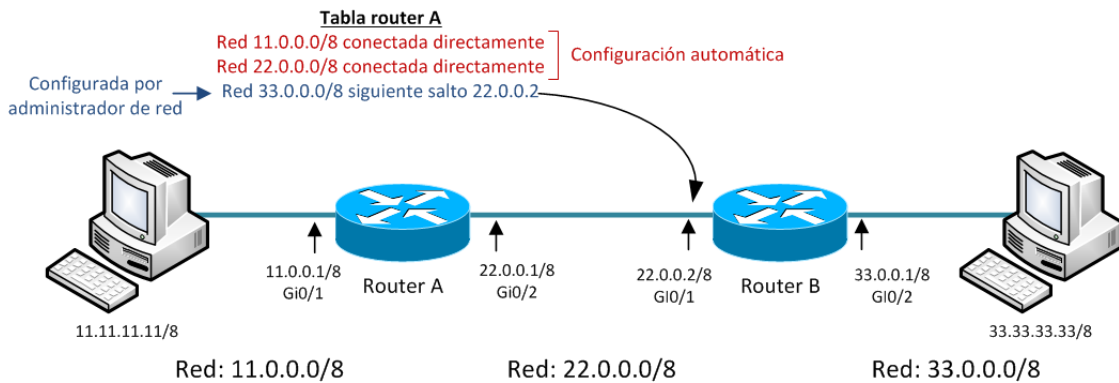 Tabla router A
Red 11.0.0.0/8 conectada directamente
Red 22.0.0.0/8 conectada directamente
Configuración automática
Configurada por
administrador de red
Red 33.0.0.0/8 siguiente salto 22.0.0.2
11.0.0.1/8
Gi0/1
Router A
22.0.0.1/8
Gi0/2
22.0.0.2/8
GI0/1
Router B
33.0.0.1/8
GI0/2
11.11.11.11/8
33.33.33.33/8
Red: 11.0.0.0/8
Red: 22.0.0.0/8
Red: 33.0.0.0/8